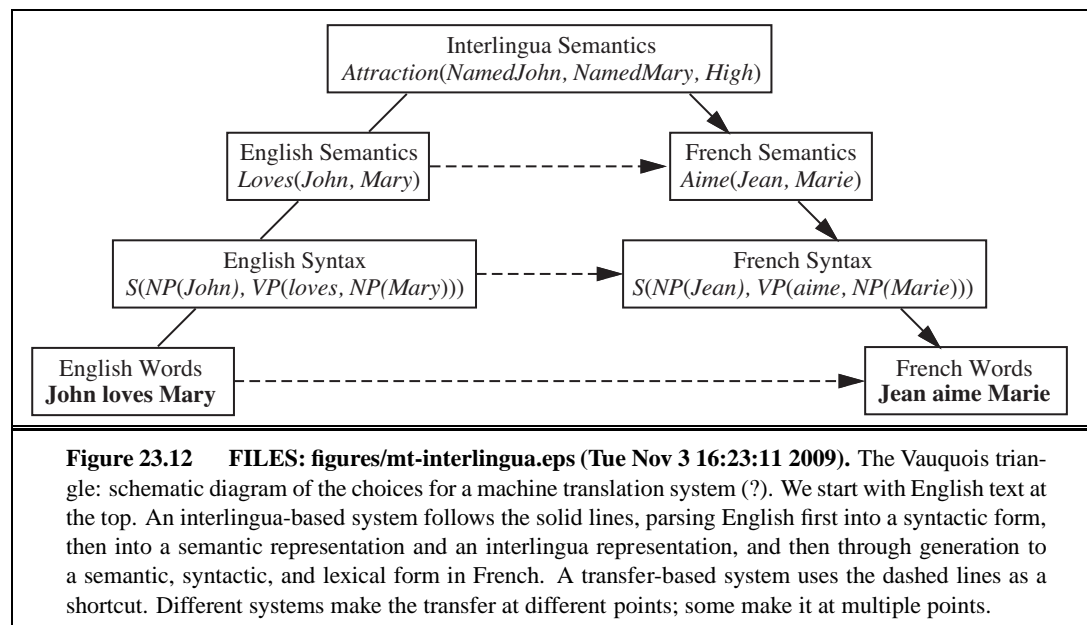 Interlingua Semantics
Attraction(NamedJohn, NamedMary, High)
English Semantics
Loves(John, Mary)
French Semantics
Aime(Jean, Marie)
English Syntax
S(NP(John), VP(loves, NP(Mary)))
French Syntax
S(NP(Jean), VP(aime, NP(Marie)))
English Words
John loves Mary
French Words
Jean aime Marie
Figure 23.12 FILES: figures/mt-interlingua.eps (Tue Nov 3 16:23:11 2009). The Vauquois trian-
gle: schematic diagram of the choices for a machine translation system (?). We start with English text at
the top. An interlingua-based system follows the solid lines, parsing English first into a syntactic form,
then into a semantic representation and an interlingua representation, and then through generation to
a semantic, syntactic, and lexical form in French. A transfer-based system uses the dashed lines as a
shortcut. Different systems make the transfer at different points; some make it at multiple points.